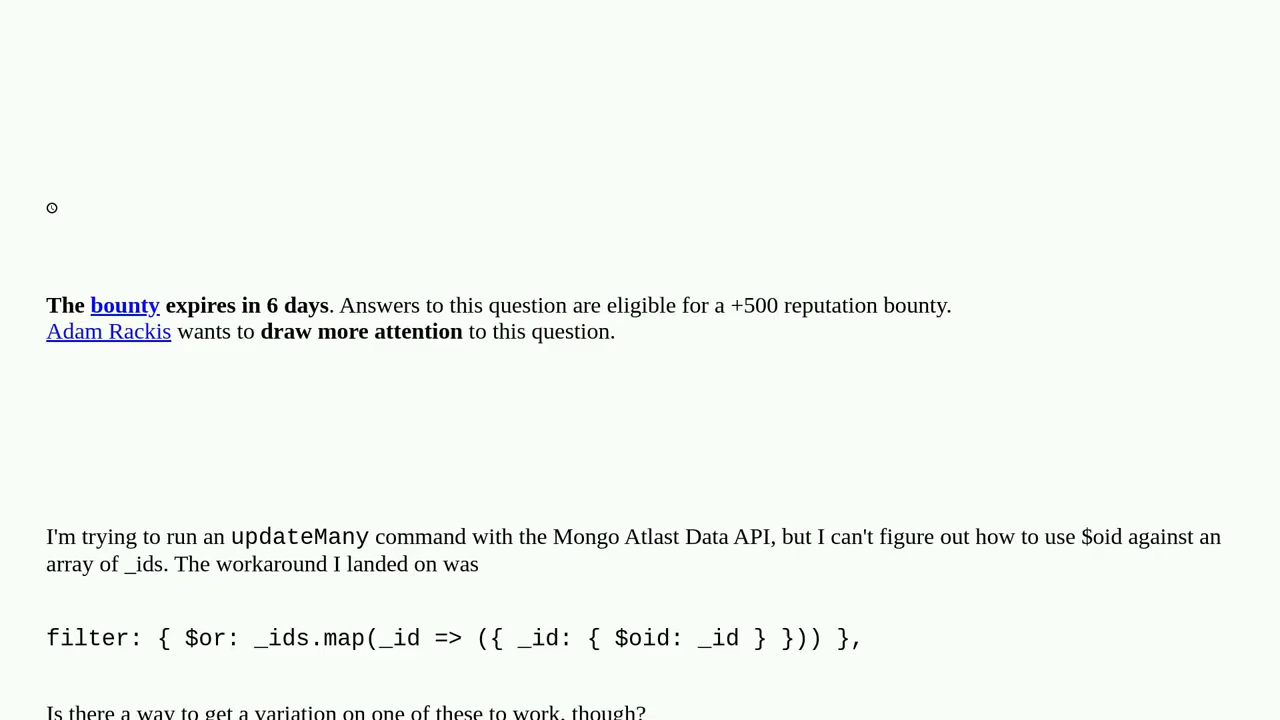 The bounty expires in 6 days. Answers to this question are eligible for a +500 reputation bounty.
Adam Rackis wants to draw more attention to this question.
I'm trying to run an updateMany command with the Mongo Atlast Data API, but I can't figure out how to use $oid against an
array of _ids. The workaround I landed on was
filter: { $or: _ids.map(_id => ({ _id: { $oid: _id } })) },
Is there a way to get a variation on one of these to work, though?